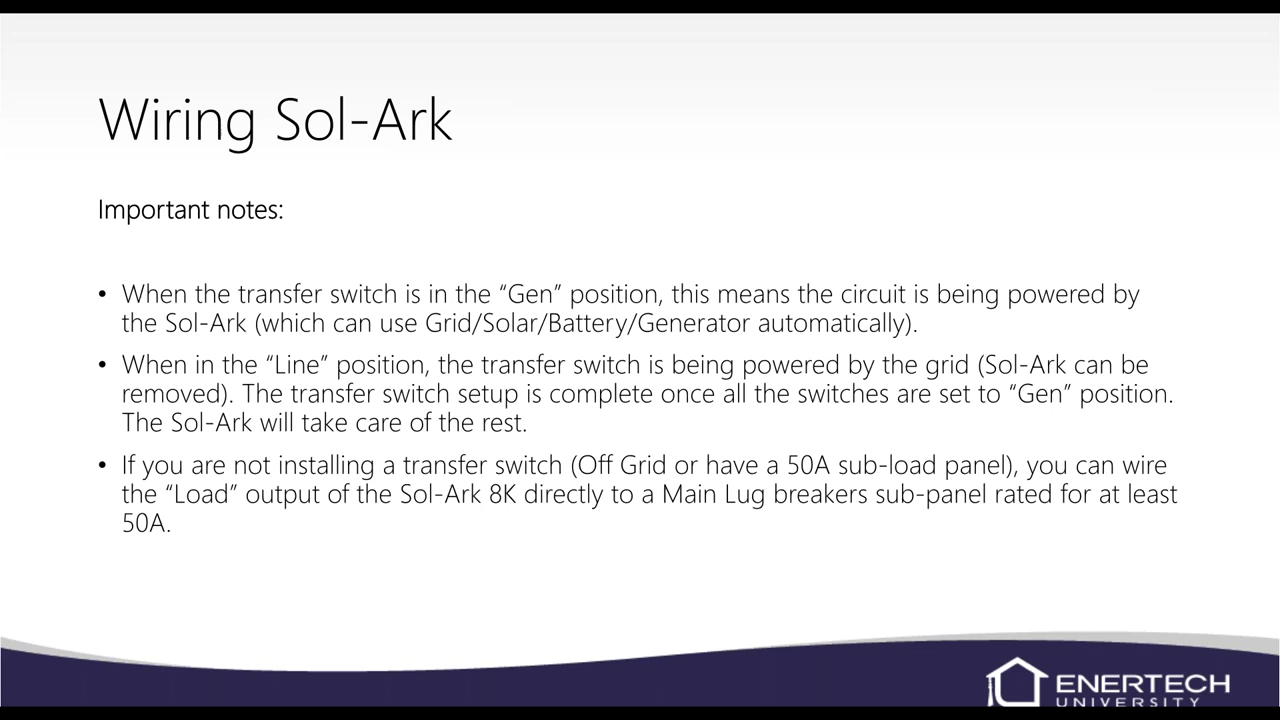 Wiring Sol-Ark
Important notes:
• When the transfer switch is in the “Gen” position, this means the circuit is being powered by
the Sol-Ark (which can use Grid/Solar/Battery/Generator automatically).
• When in the “Line” position, the transfer switch is being powered by the grid (Sol-Ark can be
removed). The transfer switch setup is complete once all the switches are set to “Gen” position.
The Sol-Ark will take care of the rest.
• If you are not installing a transfer switch (Off Grid or have a 50A sub-load panel), you can wire
the “Load” output of the Sol-Ark 8K directly to a Main Lug breakers sub-panel rated for at least
50A.
ENERTECH
UNIVERSITY